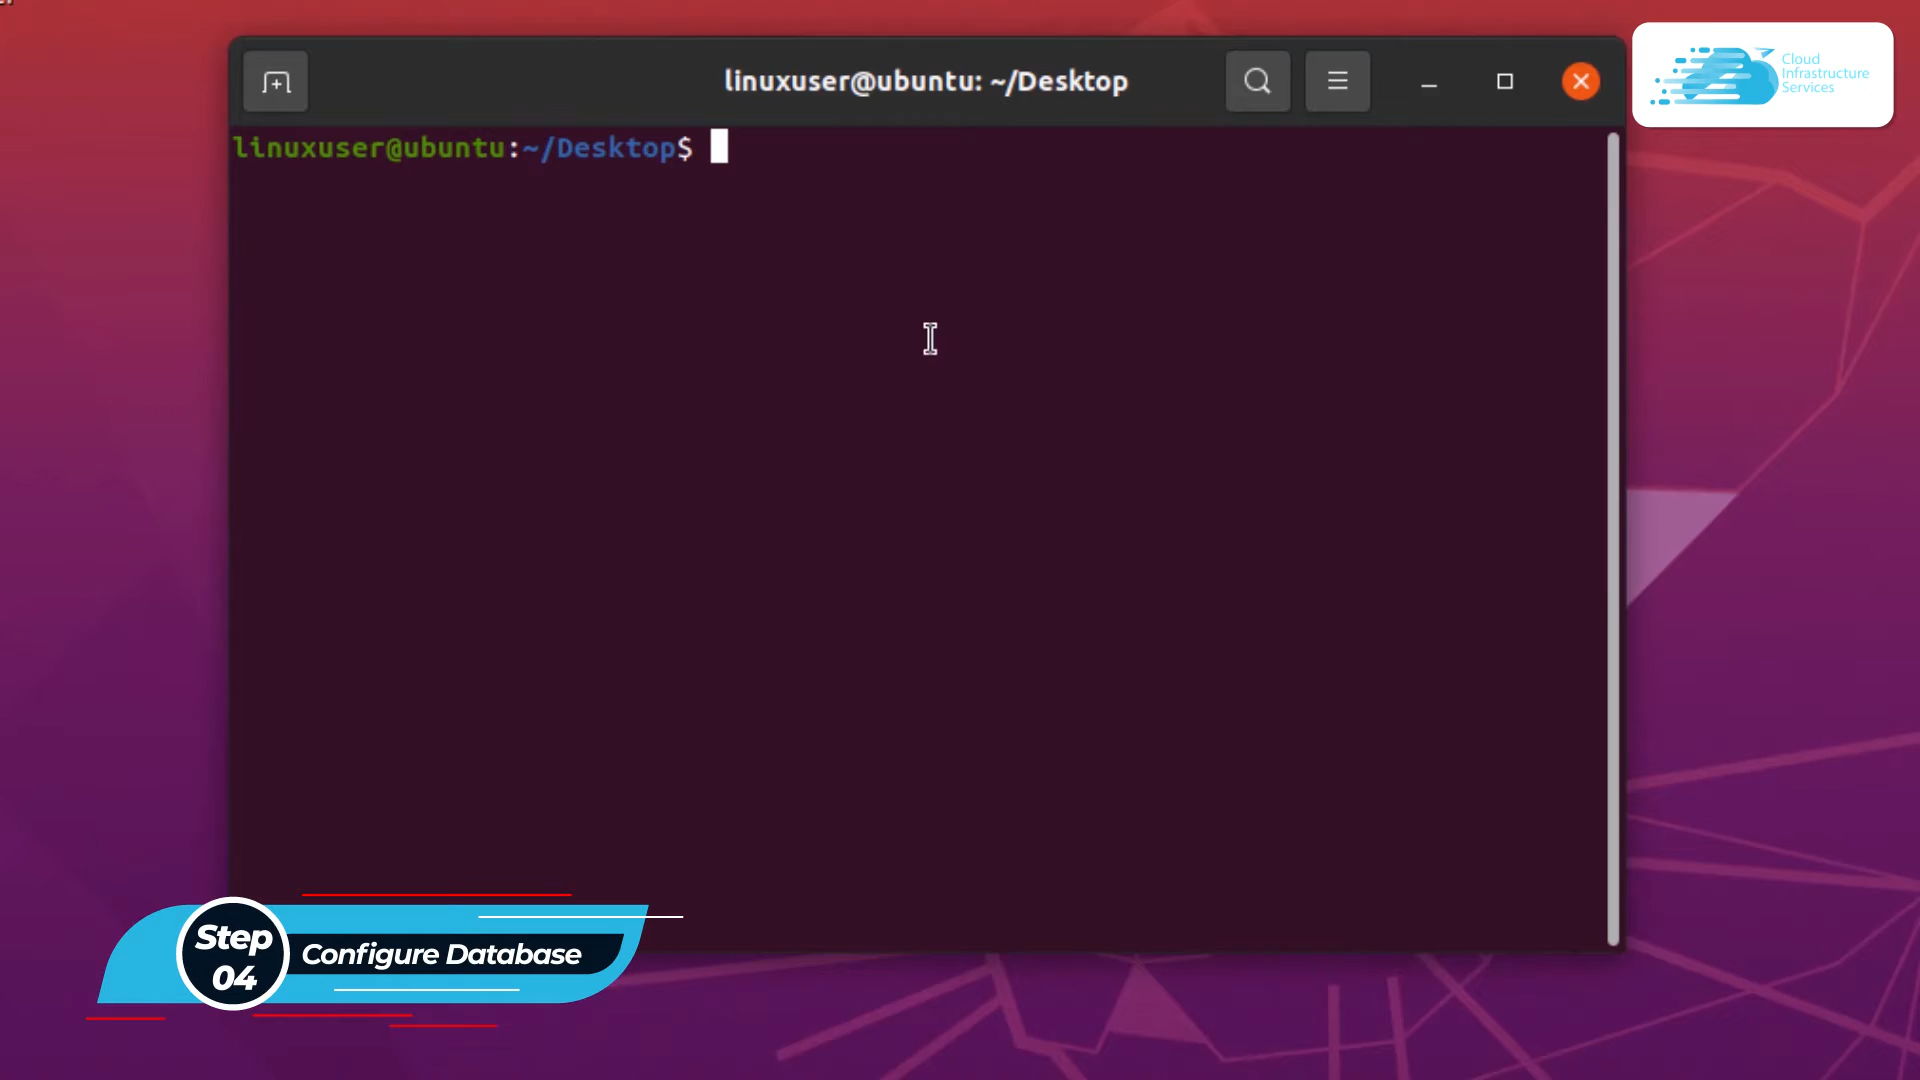 linuxuser@ubuntu: ~/Desktop
Cloud
Infrastructure
Services
linuxuser@ubuntu:~/Desktop$
Step
04
Configure Database